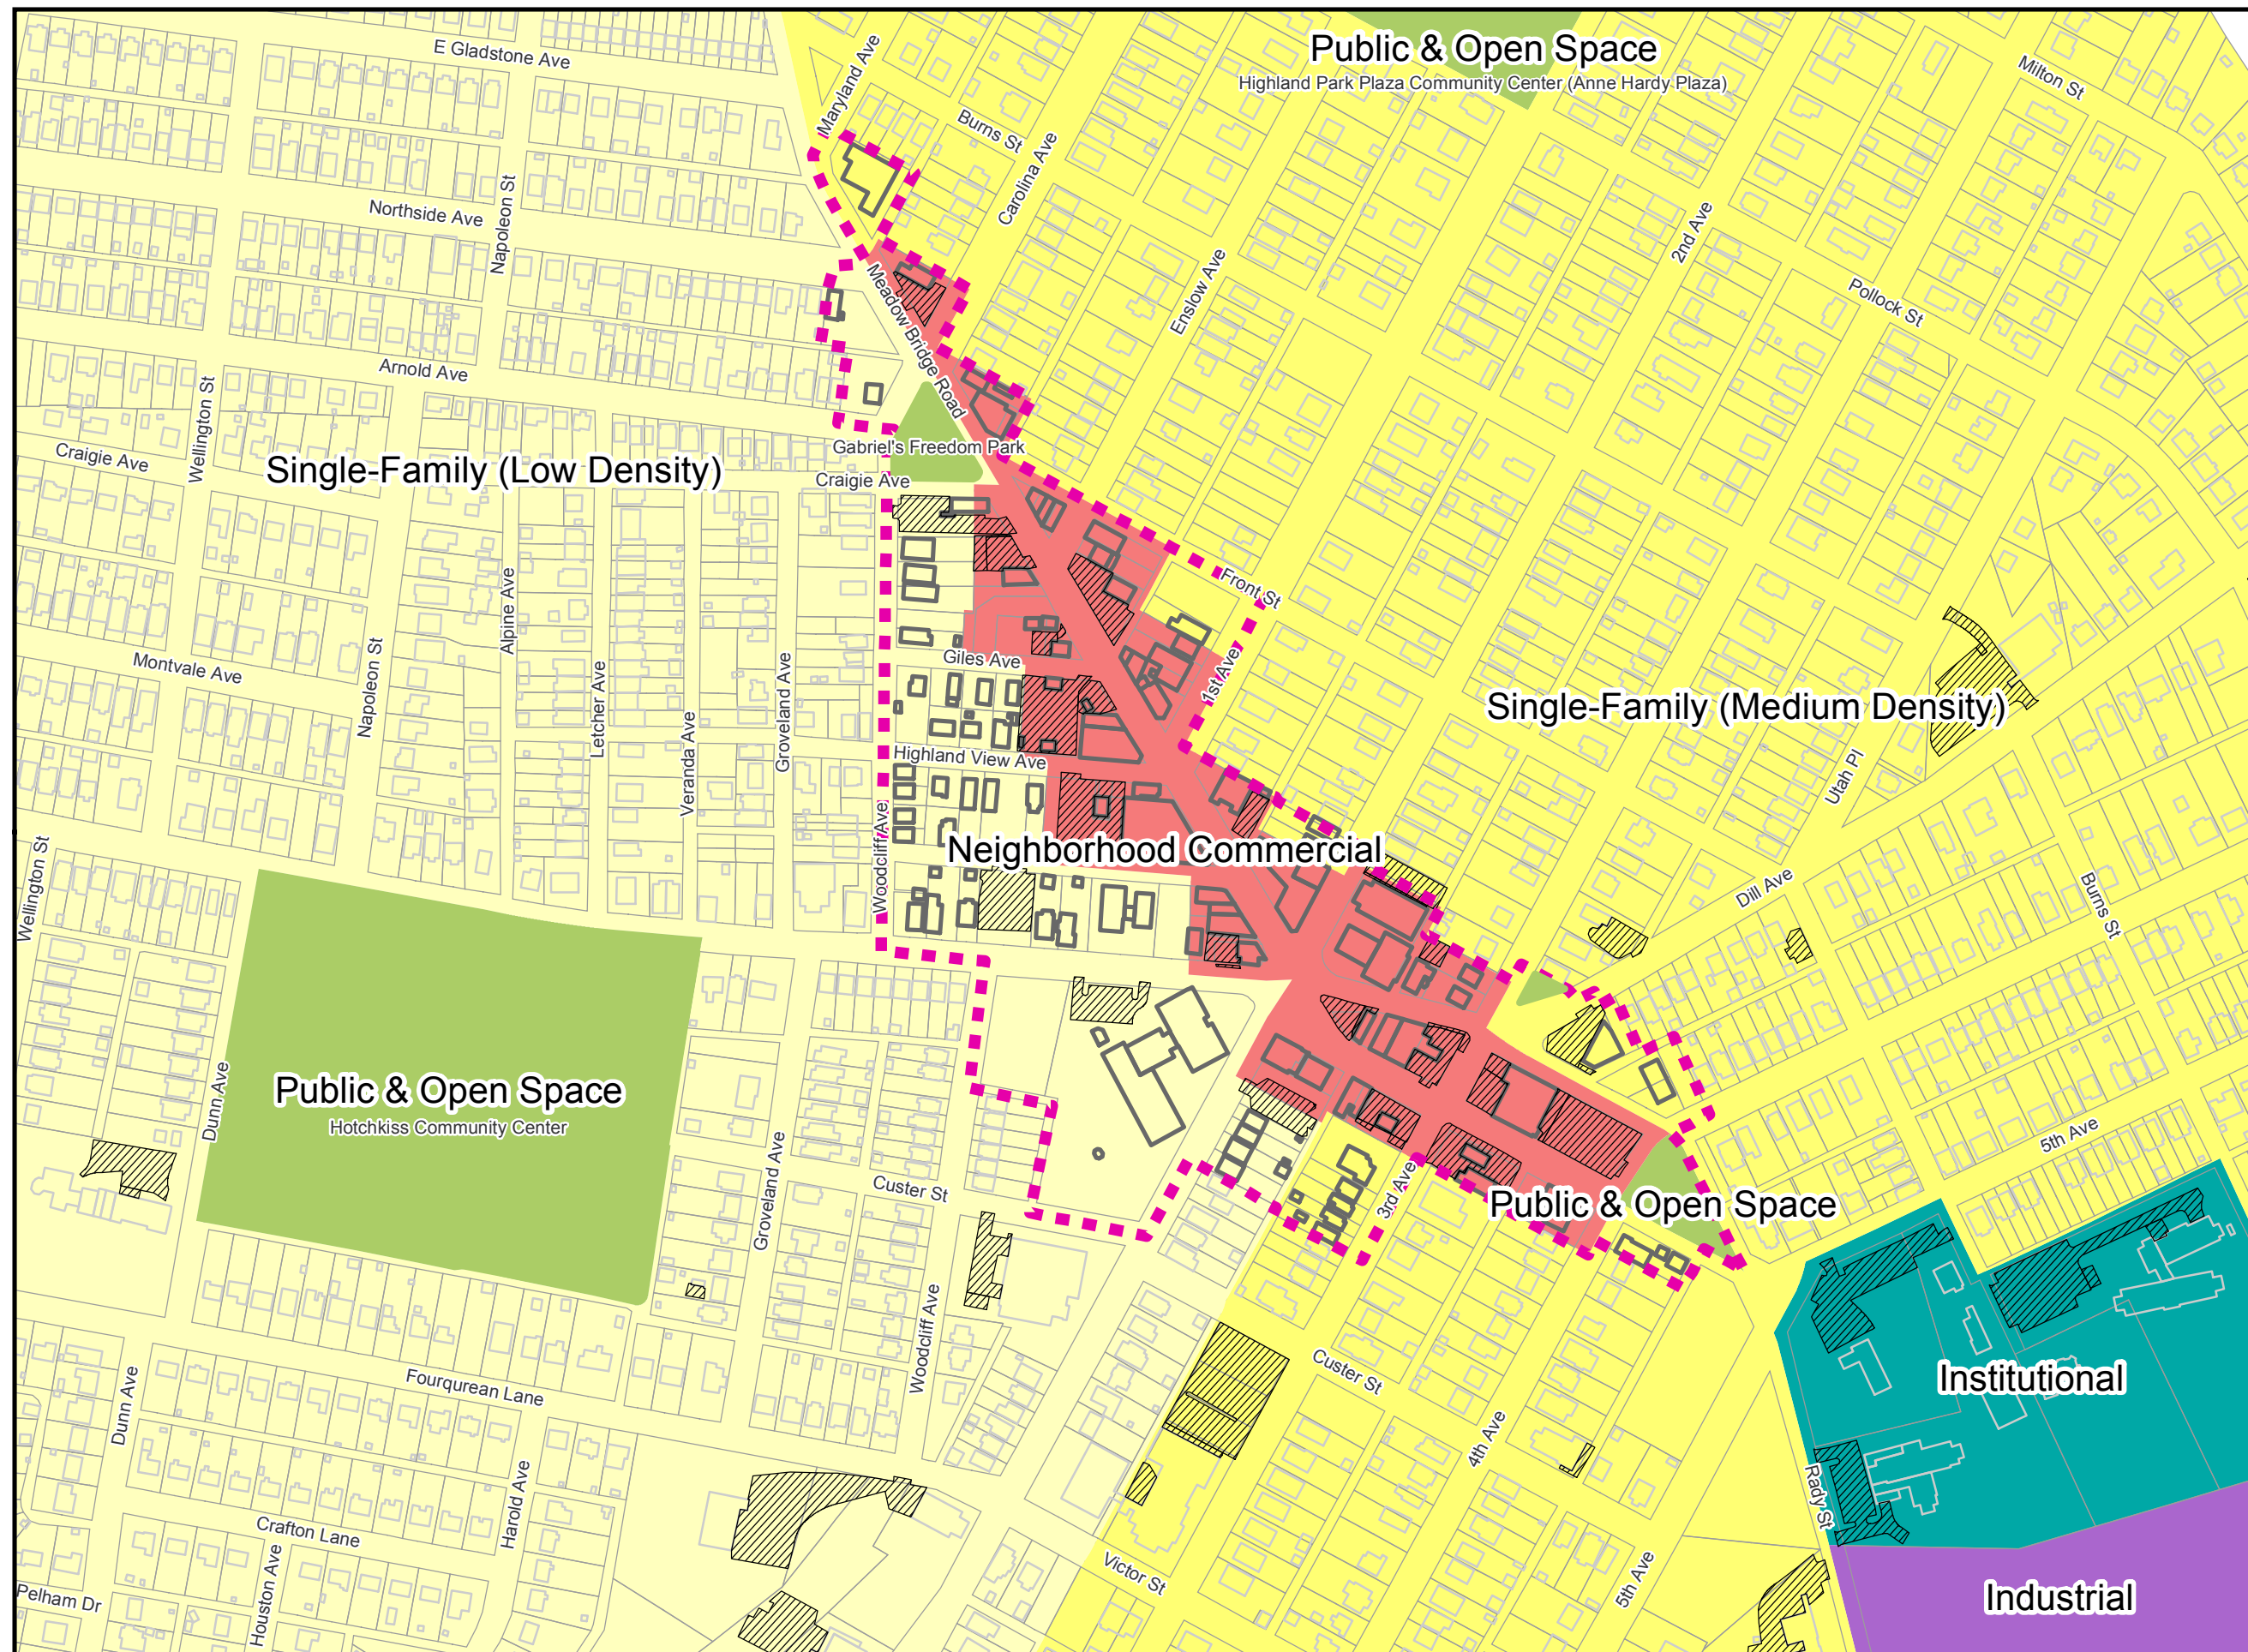 E Gladstone Ave
Maryland Ave
Public & Open Space
Highland Park Plaza Community Center (Anne Hardy Plaza)
Milton St
Burns St
Carolina Ave
Northside Ave
Napoleon St
2nd Ave
Enslow Ave
Pollock St
Meadow Bridge Road
Arnold Ave
Wellington St
Craigie Ave
Single-Family (Low Density)
Gabriel's Freedom Park
Craigie Ave
Front St
Alpine Ave
Montvale Ave
Napoleon St
Letcher Ave
Veranda Ave
Groveland Ave
Giles Ave
1st Ave
Single-Family (Medium Density)
Highland View Ave
Utah Pl
Woodcliff Ave
Neighborhood Commercial
Wellington St
Dill Ave
Burns St
Public & Open Space
Hotchkiss Community Center
Dunn Ave
5th Ave
Groveland Ave
Custer St
3rd Ave
Public & Open Space
Woodcliff Ave
Custer St
Institutional
Fourqurean Lane
Dunn Ave
4th Ave
Harold Ave
Rady St
Crafton Lane
Houston Ave
Victor St
5th Ave
Pelham Dr
Industrial